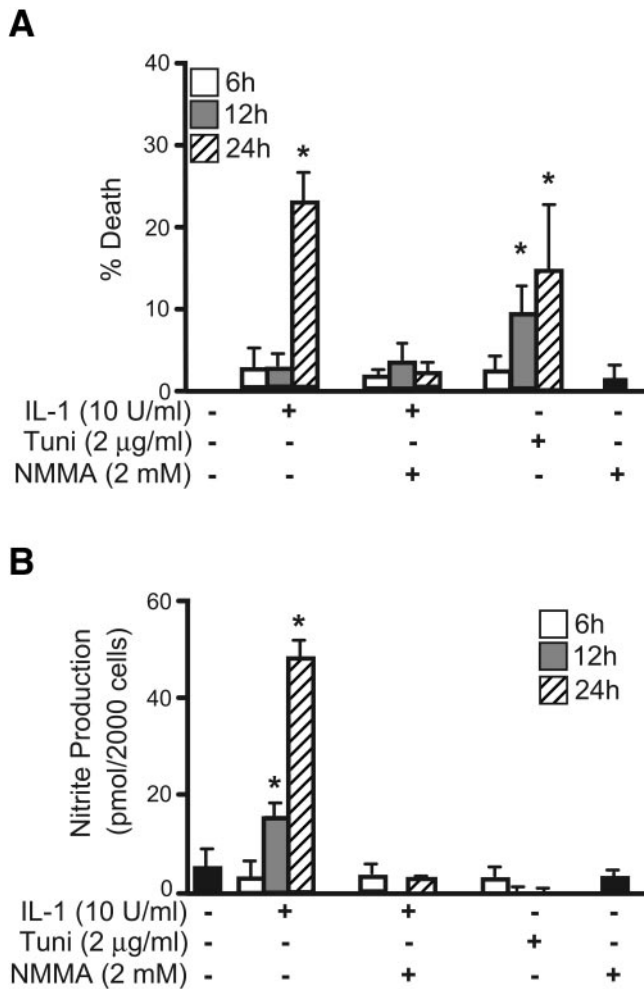 A
40
30
20
10
0
% Death
6h
12h
24h
*
*
*
IL-1 (10 U/ml) - + + - -
Tuni (2 μg/ml) - - - + -
NMMA (2 mM) - - + - +
B
60
40
20
0
Nitrite Production
(pmol/2000 cells)
6h
12h
24h
*
*
IL-1 (10 U/ml) - + + - -
Tuni (2 μg/ml) - - - + -
NMMA (2 mM) - - + - +